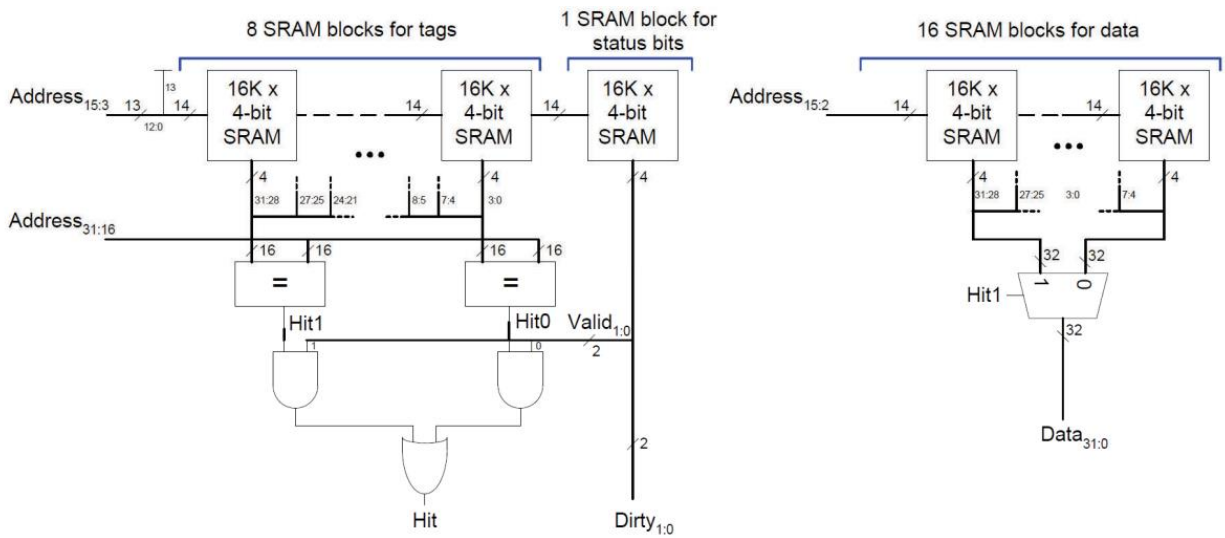 8 SRAM blocks for tags
1 SRAM block for
status bits
16 SRAM blocks for data
Address15:3
13
12:0
13
14
16K x
4-bit
SRAM
14
16K x
4-bit
SRAM
14
16K x
4-bit
SRAM
Address15:2
14
16K x
4-bit
SRAM
14
16K x
4-bit
SRAM
4
31:28
27:25
24:21
8:5
7:4
3:0
4
4
4
31:28
27:25
3:0
7:4
4
Address31:16
16
16
16
16
=
=
32
32
1
0
Hit1
32
Data31:0
Hit1
Hit0
Valid1:0
2
1
0
2
Hit
Dirty1:0